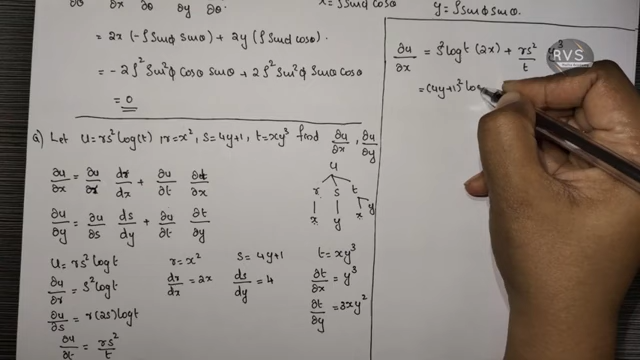 ∂θ ∂x ∂θ ∂y ∂θ.
x = ρ sinϕ cosθ y = ρ sinϕ sinθ.
= 2x (-ρ sinϕ sinθ) + 2y (ρ sinϕ cosθ).
= -2ρ² sin²ϕ cosθ sinθ + 2ρ² sin²ϕ sinθ cosθ
= 0
Q) Let u = rs² log(t), r = x², s = 4y+1, t = xy³ find ∂u/∂x, ∂u/∂y
∂u/∂x = ∂u/∂r dr/dx + ∂u/∂t ∂t/∂x
∂u/∂y = ∂u/∂s ds/dy + ∂u/∂t ∂t/∂y
u
r s t
x y x y
u = rs² log t r = x² s = 4y+1 t = xy³
∂u/∂r = s² log t dr/dx = 2x ds/dy = 4 ∂t/∂x = y³
∂u/∂s = r(2s) log t ∂t/∂y = 3xy²
∂u/∂t = rs²/t
∂u/∂x = s² log t (2x) + rs²/t y³
= (4y+1)² lo
RVS